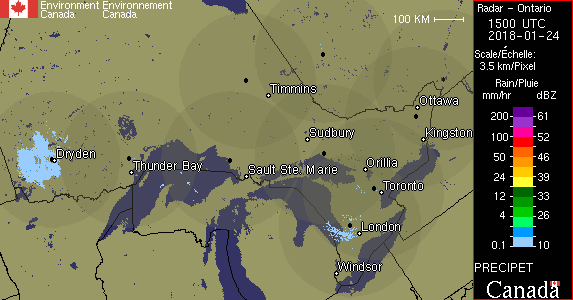 Environment Environnement
Canada Canada
100 KM
Timmins
Ottawa
Sudbury
Kingston
Dryden
Thunder Bay
Sault Ste. Marie
Orillia
Toronto
London
Windsor
Radar - Ontario
1500 UTC
2018-01-24
Scale/Échelle:
3.5 km/Pixel
Rain/Pluie
mm/hr dBZ
200 61
100 52
50 46
24 39
12 33
4 26
0.1 10
PRECIPET
Canada